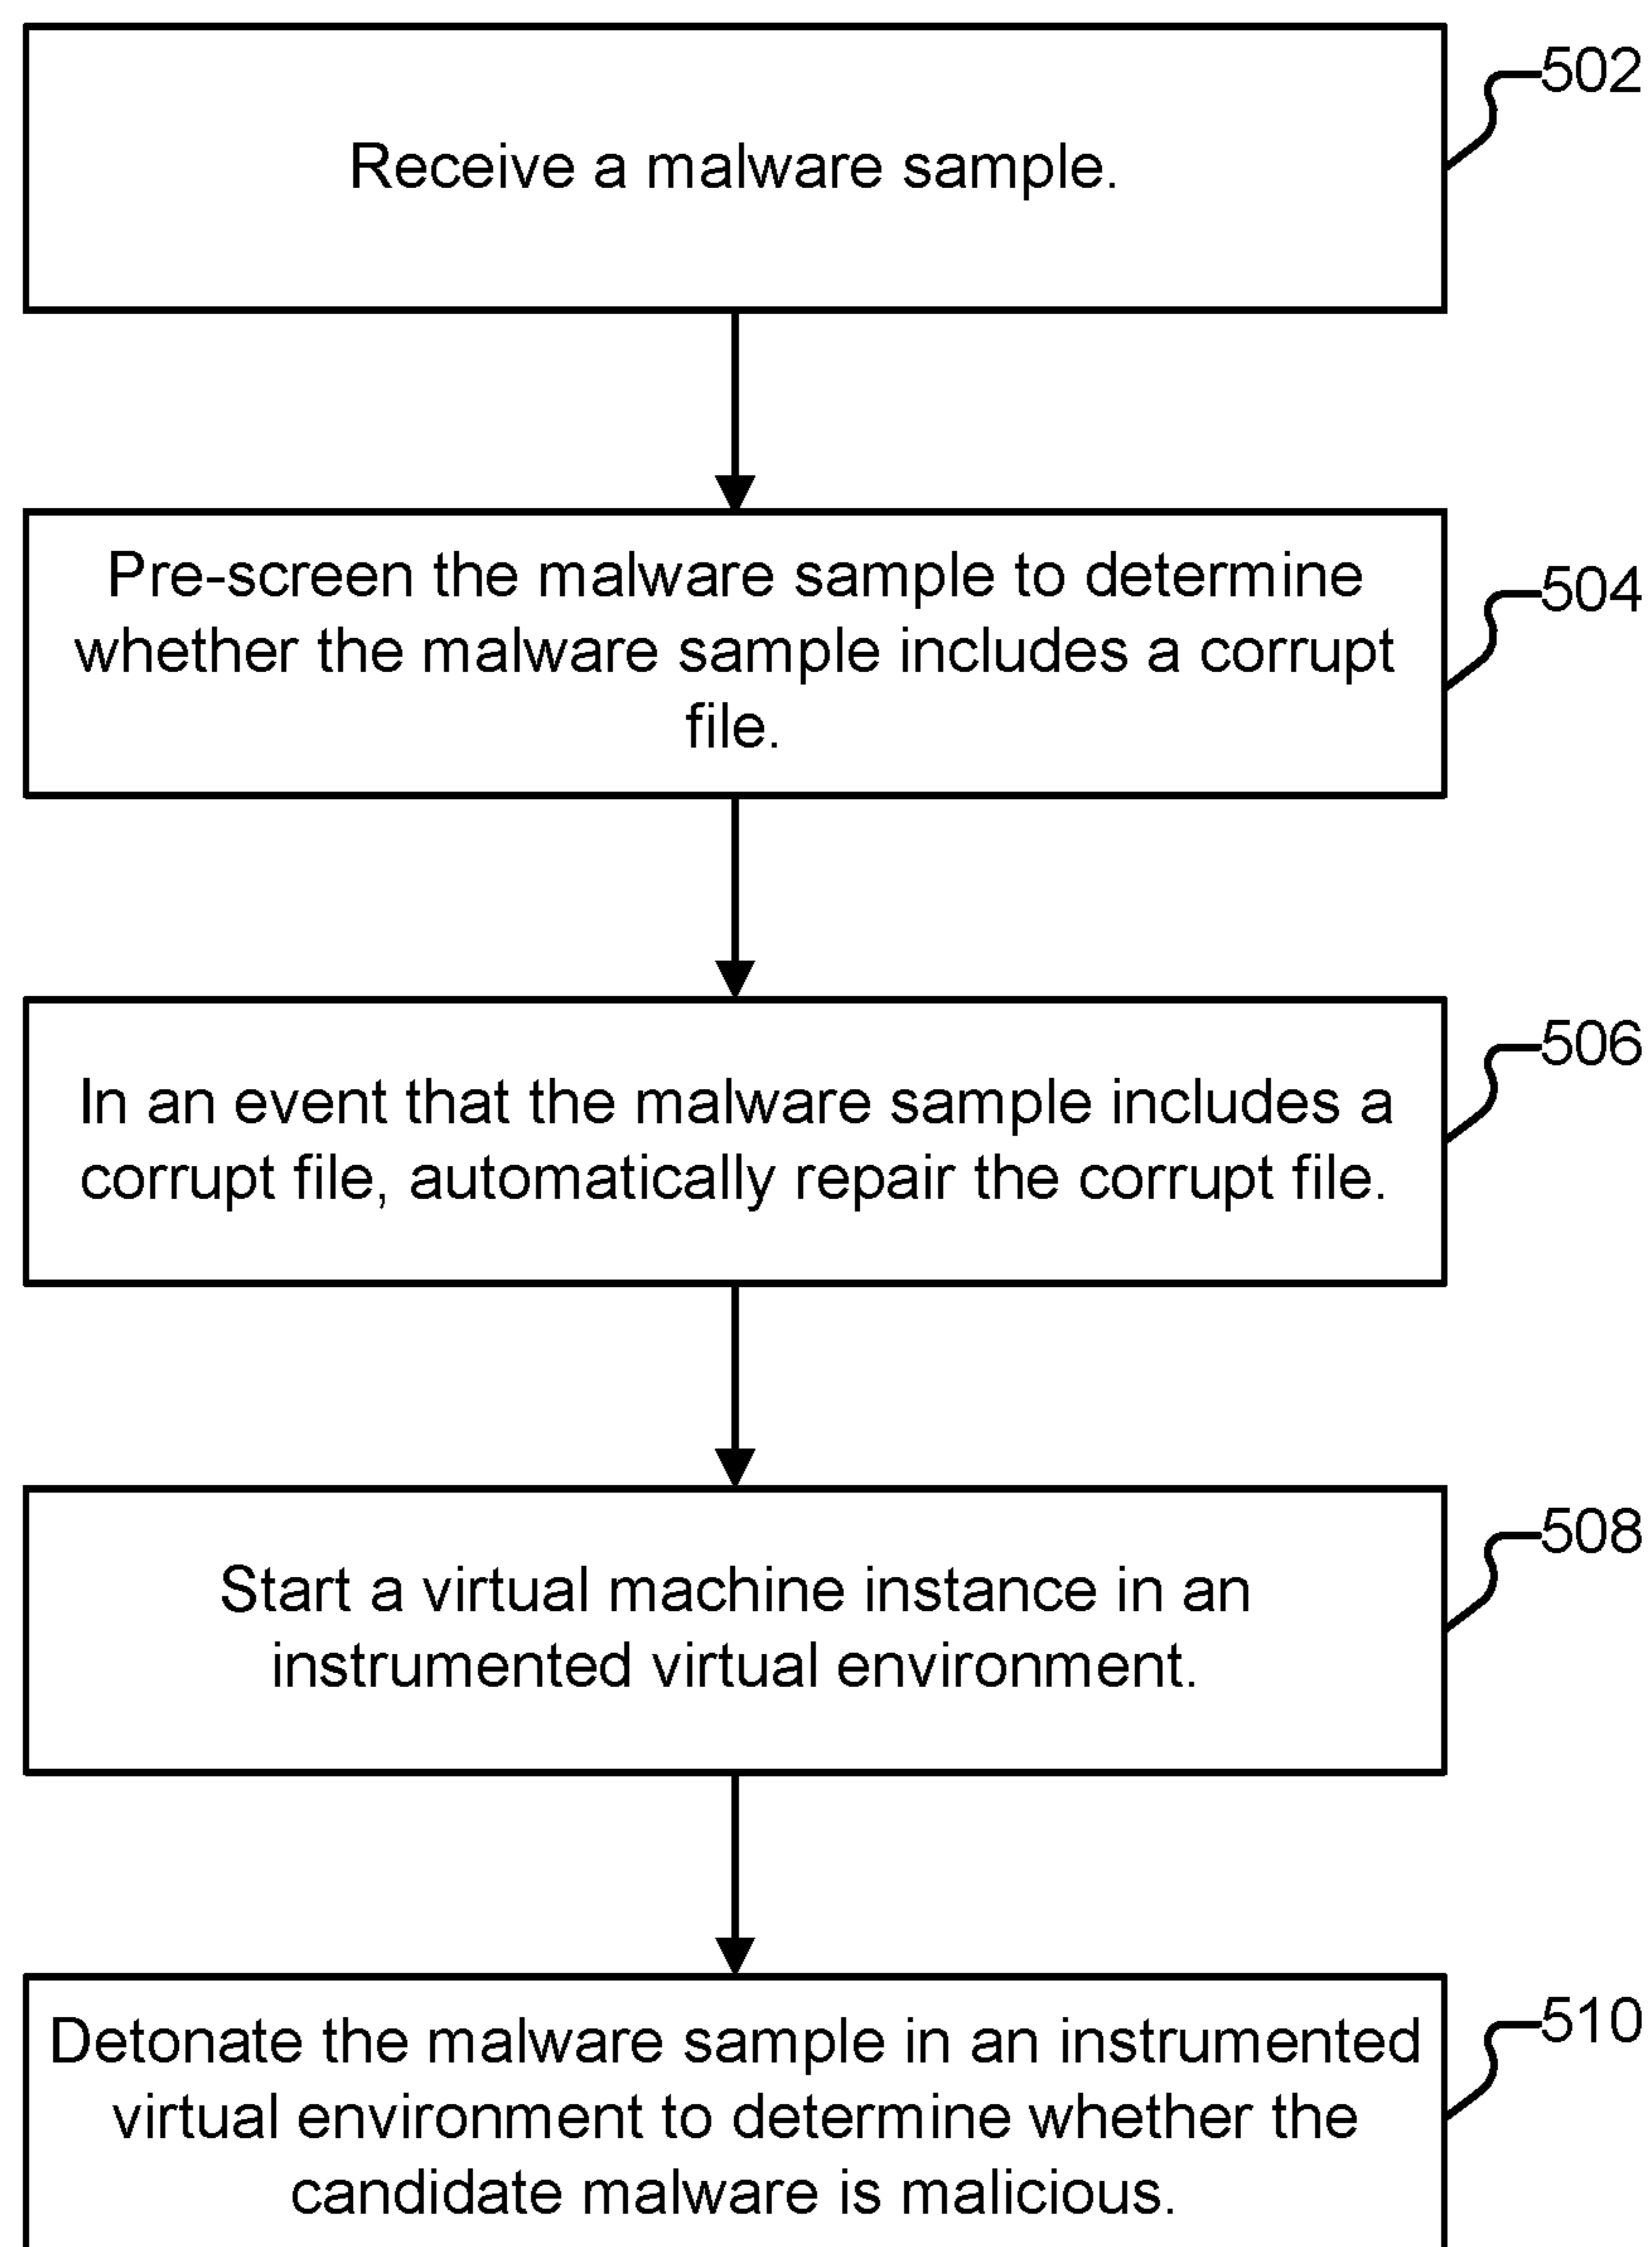 502
Receive a malware sample.
504
Pre-screen the malware sample to determine
whether the malware sample includes a corrupt
file.
506
In an event that the malware sample includes a
corrupt file, automatically repair the corrupt file.
508
Start a virtual machine instance in an
instrumented virtual environment.
510
Detonate the malware sample in an instrumented
virtual environment to determine whether the
candidate malware is malicious.